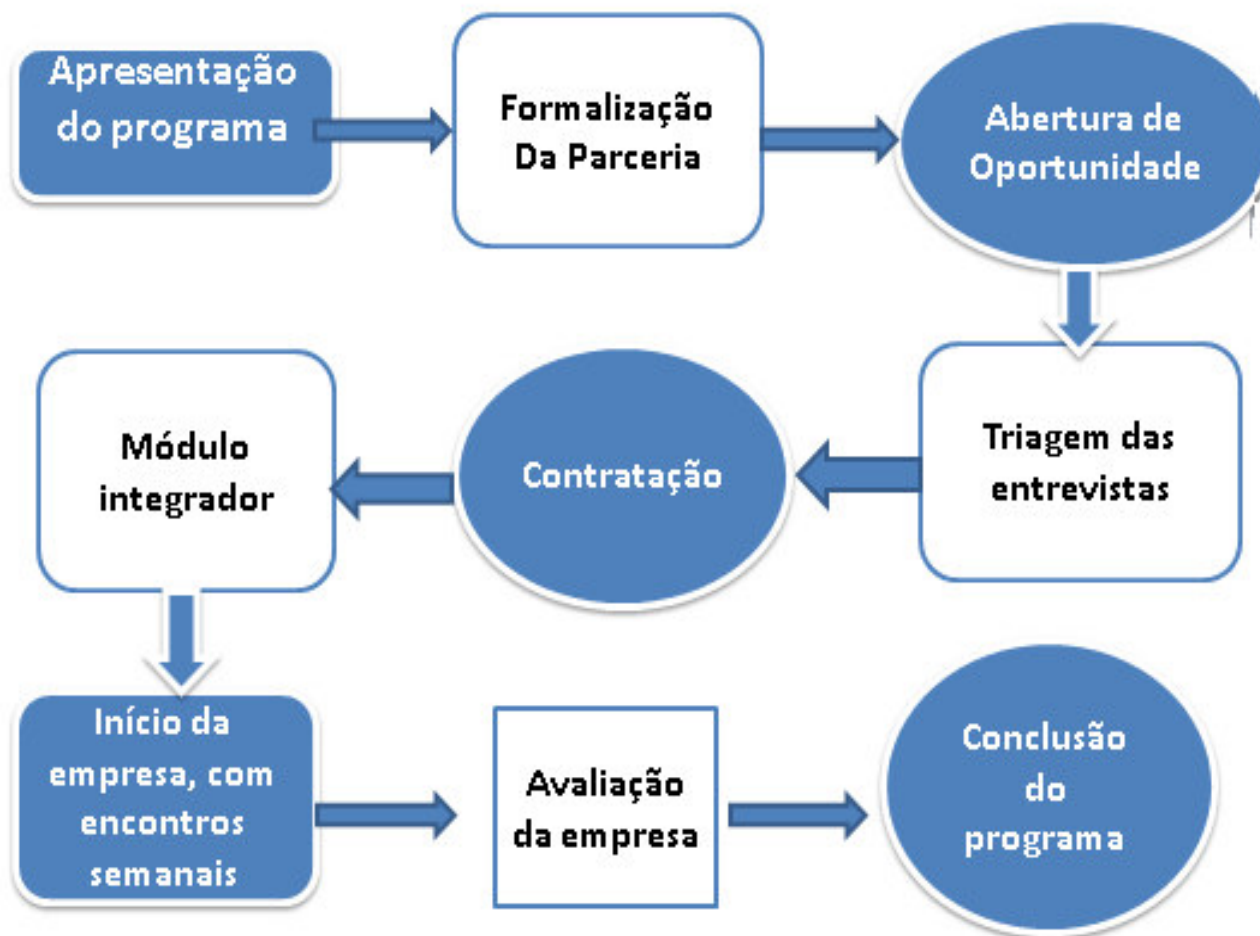 Apresentação
do programa
Formalização
Da Parceria
Abertura de
Oportunidade
Triagem das
entrevistas
Contratação
Módulo
integrador
Início da
empresa, com
encontros
semanais
Avaliação
da empresa
Conclusão
do
programa